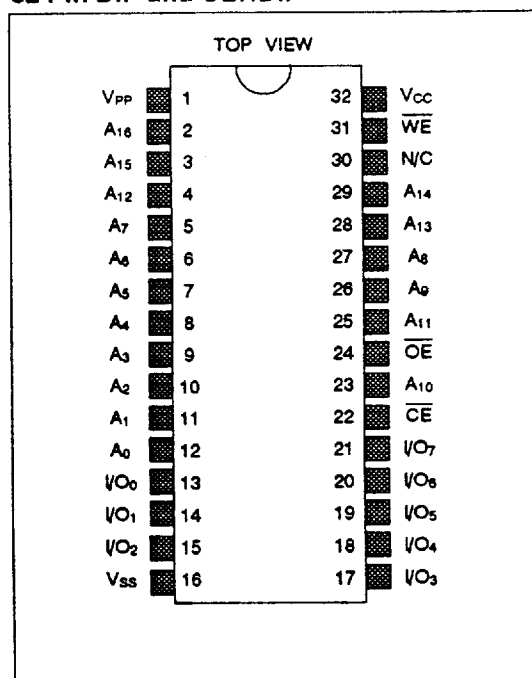 TOP VIEW
VPP 1 32 VCC
A16 2 31 W̅E̅
A15 3 30 N/C
A12 4 29 A14
A7 5 28 A13
A6 6 27 A8
A5 7 26 A9
A4 8 25 A11
A3 9 24 O̅E̅
A2 10 23 A10
A1 11 22 C̅E̅
A0 12 21 I/O7
I/O0 13 20 I/O6
I/O1 14 19 I/O5
I/O2 15 18 I/O4
VSS 16 17 I/O3